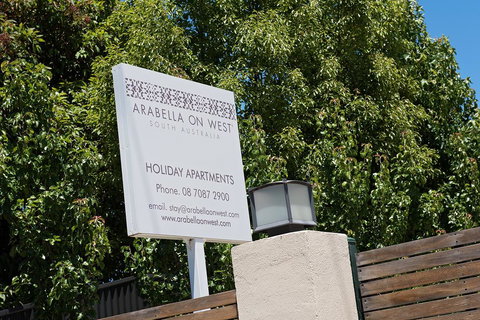 ARABELLA ON WEST
SOUTH AUSTRALIA
HOLIDAY APARTMENTS
Phone. 08 7087 2900
email. stay@arabellaonwest.com
www.arabellaonwest.com